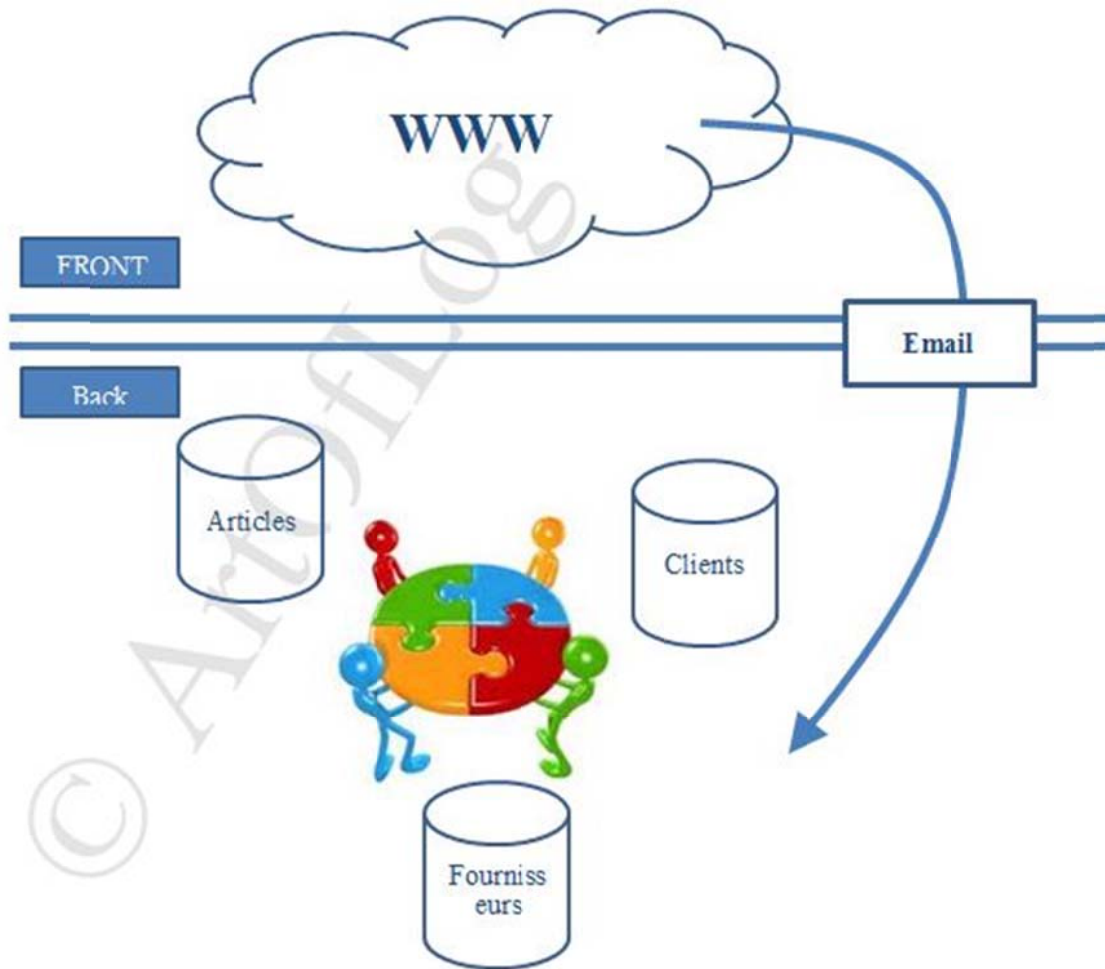 WWW
FRONT
Email
Back
Articles
Clients
Fourniss
eurs
© ArtOfLog